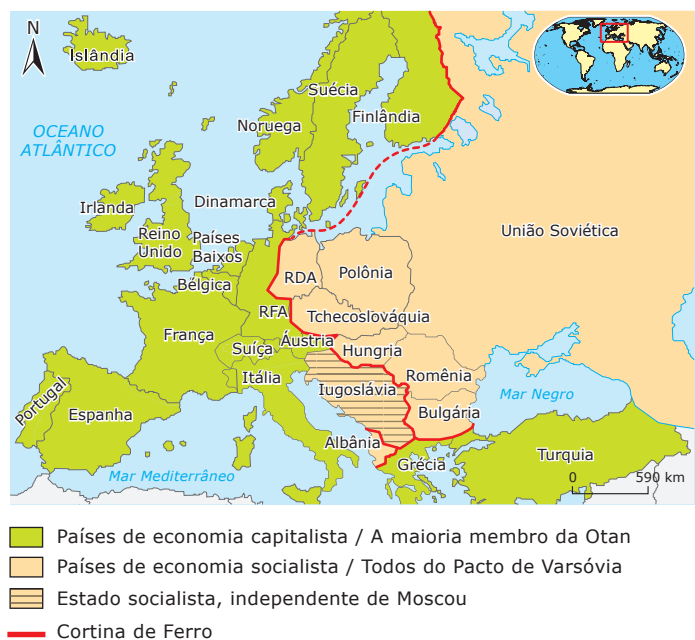 N
Islândia
Suécia
Finlândia
Noruega
OCEANO
ATLÂNTICO
Dinamarca
Irlanda
Reino
Unido
Países
Baixos
União Soviética
Polônia
RDA
Bélgica
RFA
Tchecoslováquia
França
Áustria
Suíça
Hungria
Itália
Romênia
Iugoslávia
Mar Negro
Portugal
Espanha
Bulgária
Albânia
Grécia
Turquia
Mar Mediterrâneo
0 590 km
Países de economia capitalista / A maioria membro da Otan
Países de economia socialista / Todos do Pacto de Varsóvia
Estado socialista, independente de Moscou
Cortina de Ferro